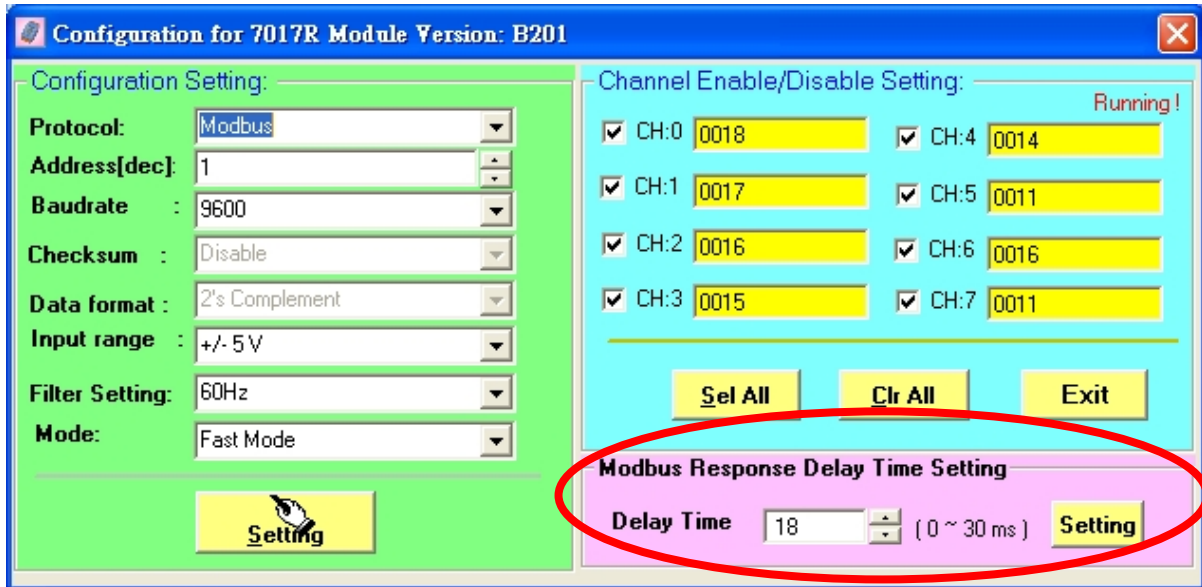 Configuration for 7017R Module Version: B201
Configuration Setting:
Protocol: Modbus
Address[dec]: 1
Baudrate : 9600
Checksum : Disable
Data format : 2's Complement
Input range : +/- 5 V
Filter Setting: 60Hz
Mode: Fast Mode
Setting
Channel Enable/Disable Setting:
Running !
CH:0 0018 CH:4 0014
CH:1 0017 CH:5 0011
CH:2 0016 CH:6 0016
CH:3 0015 CH:7 0011
Sel All Clr All Exit
Modbus Response Delay Time Setting
Delay Time 18 ( 0 ~ 30 ms ) Setting